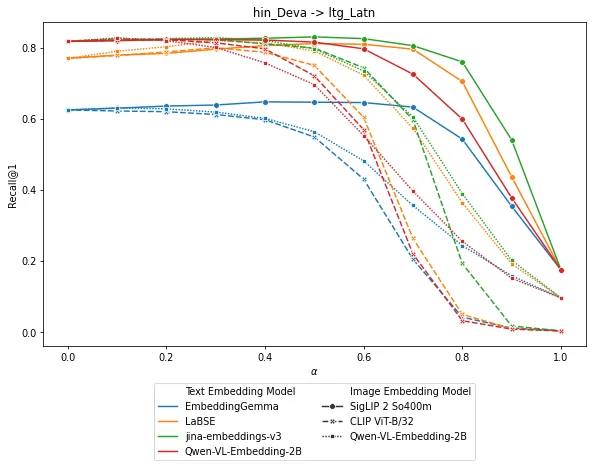 hin_Deva -> ltg_Latn
Recall@1
0.8
0.6
0.4
0.2
0.0
0.0 0.2 0.4 0.6 0.8 1.0
α
Text Embedding Model
EmbeddingGemma
LaBSE
jina-embeddings-v3
Qwen-VL-Embedding-2B
Image Embedding Model
SigLIP 2 So400m
CLIP ViT-B/32
Qwen-VL-Embedding-2B